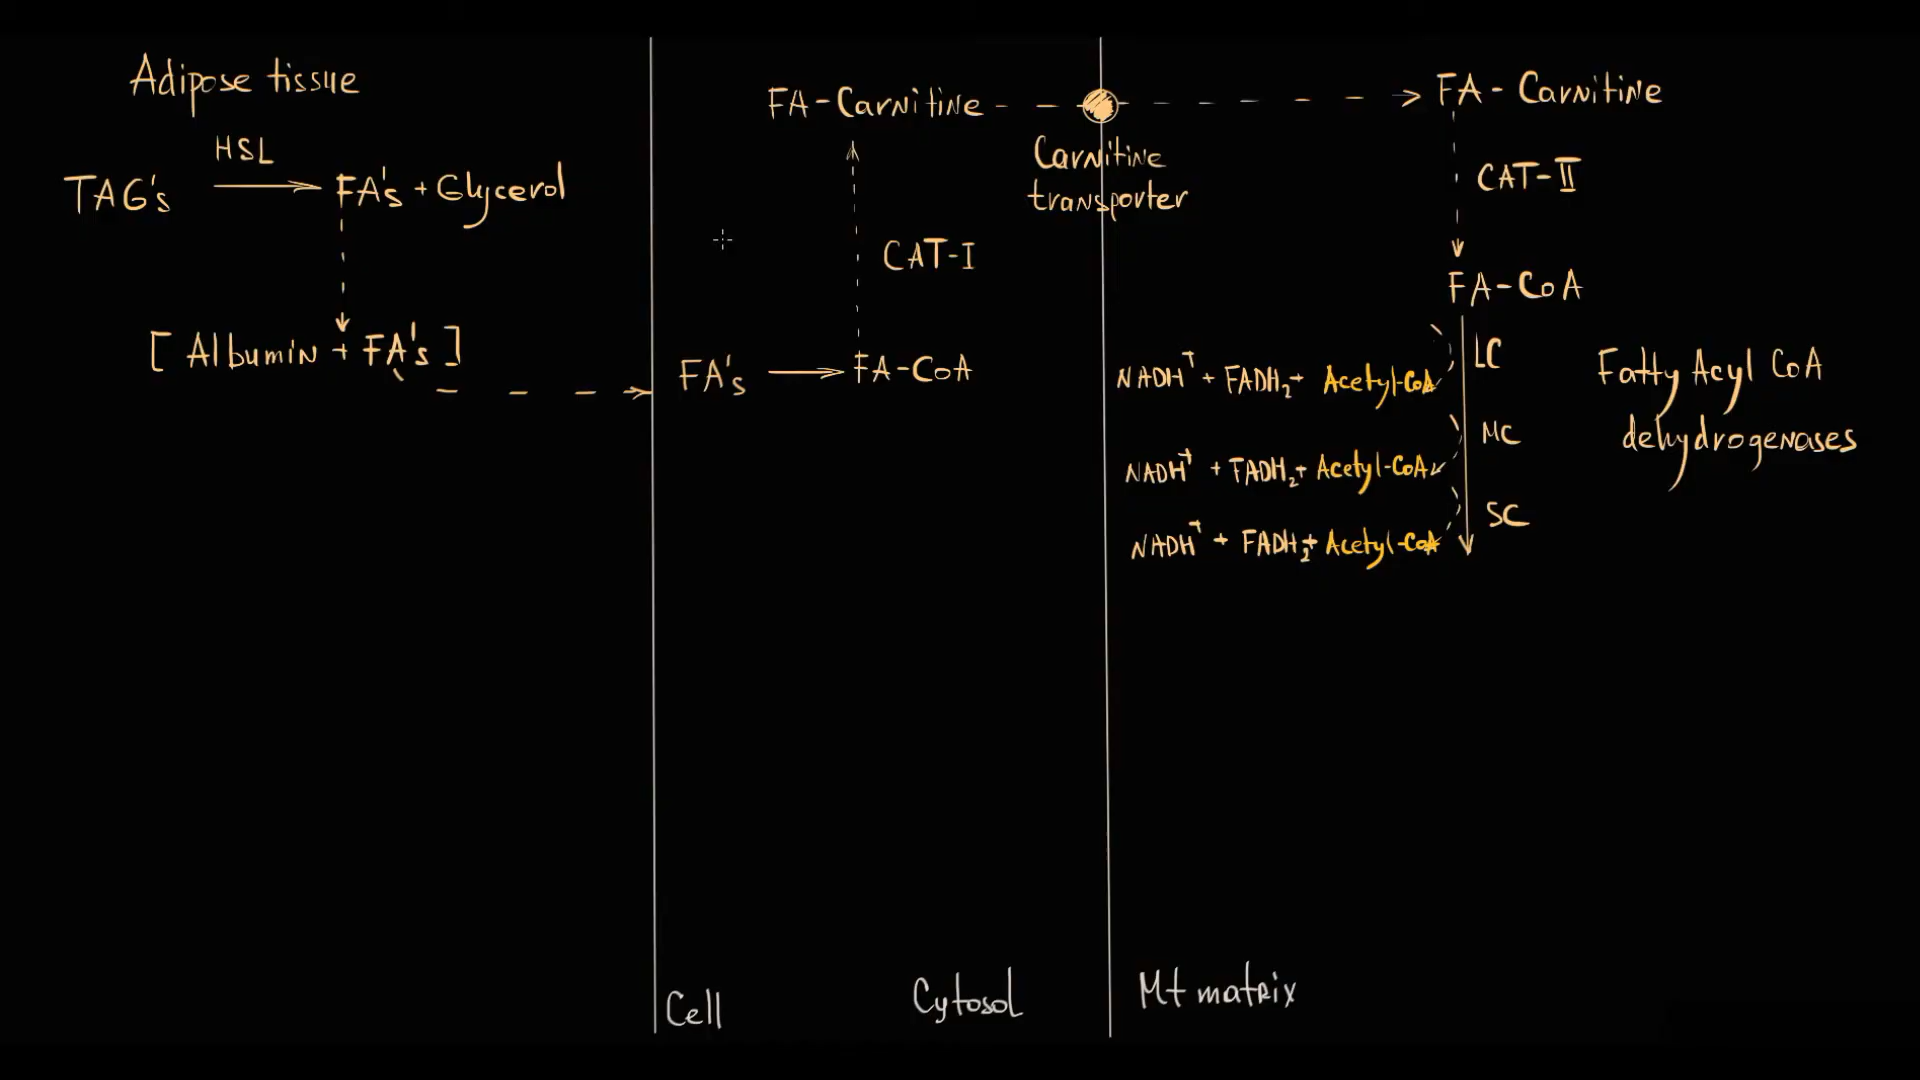 Adipose tissue
HSL
TAG's → FA's + Glycerol
[ Albumin + FA's ]
FA's → FA-CoA
CAT-I
FA-Carnitine
Carnitine
transporter
FA - Carnitine
CAT-II
FA-CoA
LC
NADH⁺ + FADH₂ + Acetyl-CoA
MC
NADH⁺ + FADH₂ + Acetyl-CoA
SC
NADH⁺ + FADH₂ + Acetyl-CoA
Fatty Acyl CoA
dehydrogenases
Cell
Cytosol
Mt matrix